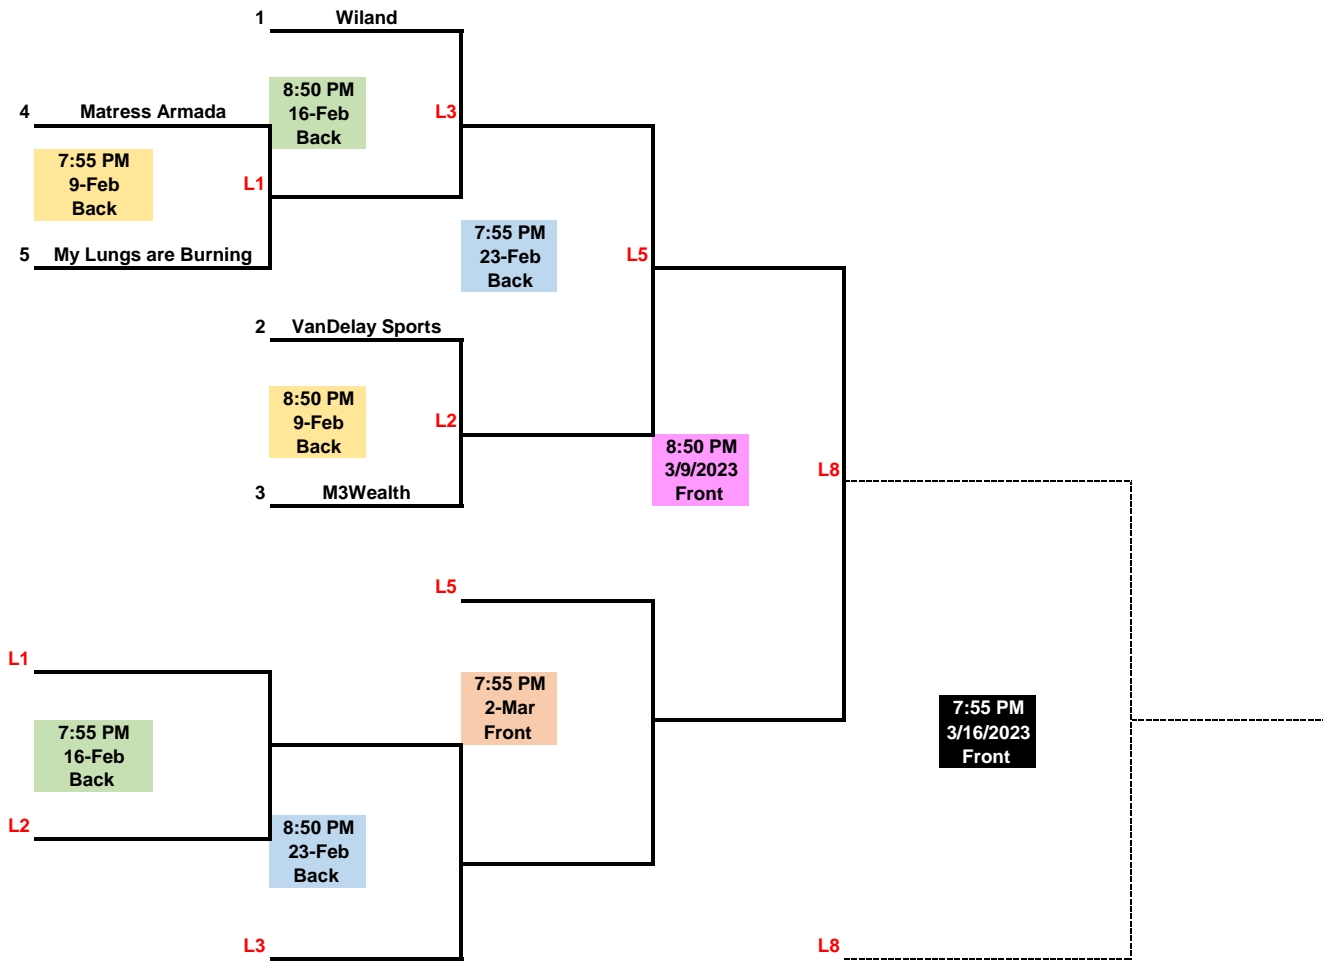 1 Wiland
8:50 PM
16-Feb
Back
L3
4 Matress Armada
7:55 PM
9-Feb
Back
L1
5 My Lungs are Burning
7:55 PM
23-Feb
Back
L5
2 VanDelay Sports
8:50 PM
9-Feb
Back
L2
3 M3Wealth
8:50 PM
3/9/2023
Front
L8
L5
L1
7:55 PM
2-Mar
Front
7:55 PM
16-Feb
Back
7:55 PM
3/16/2023
Front
L2
8:50 PM
23-Feb
Back
L3
L8